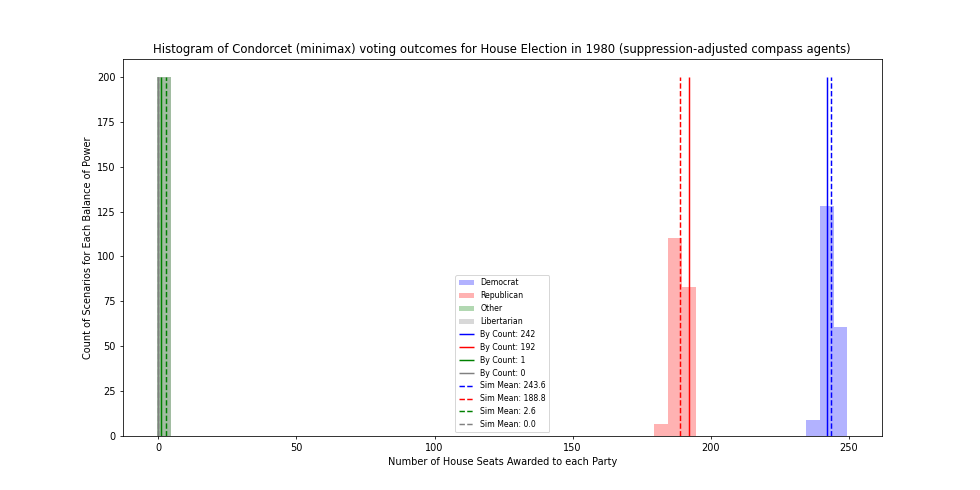 Histogram of Condorcet (minimax) voting outcomes for House Election in 1980 (suppression-adjusted compass agents)
Count of Scenarios for Each Balance of Power
200
175
150
125
100
75
50
25
0
Democrat
Republican
Other
Libertarian
By Count: 242
By Count: 192
By Count: 1
By Count: 0
Sim Mean: 243.6
Sim Mean: 188.8
Sim Mean: 2.6
Sim Mean: 0.0
0 50 100 150 200 250
Number of House Seats Awarded to each Party